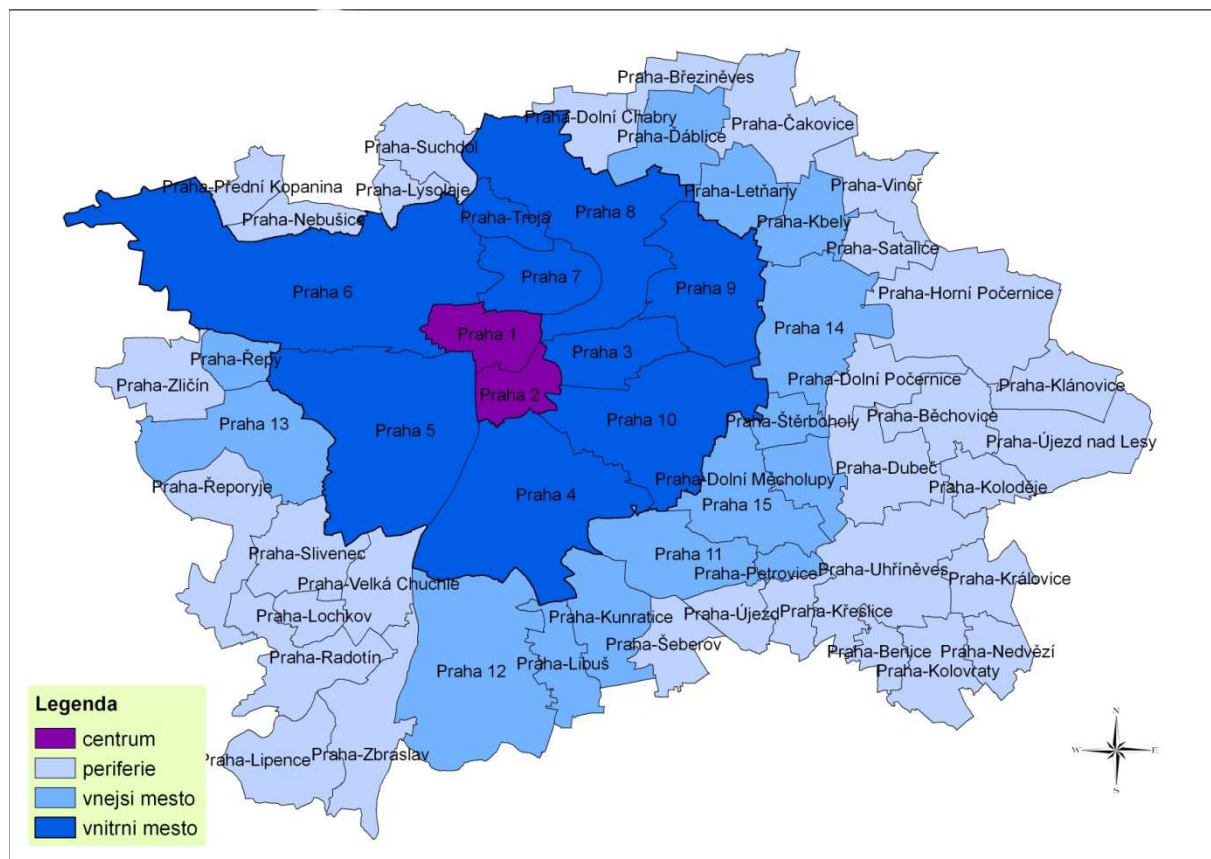 Praha-Březiněves
Praha-Dolní Chabry
Praha-Ďáblice
Praha-Čakovice
Praha-Suchdol
Praha-Přední Kopanina
Praha-Lysolaje
Praha-Letňany
Praha-Vinoř
Praha-Nebušice
Praha-Troja
Praha 8
Praha-Kbely
Praha-Satalice
Praha 7
Praha 6
Praha 9
Praha-Horní Počernice
Praha 1
Praha 14
Praha 3
Praha-Řepy
Praha-Zličín
Praha 2
Praha-Dolní Počernice
Praha-Klánovice
Praha 13
Praha 5
Praha 10
Praha-Štěrboholy
Praha-Běchovice
Praha-Újezd nad Lesy
Praha-Dubeč
Praha-Dolní Měcholupy
Praha-Řeporyje
Praha-Koloděje
Praha 4
Praha 15
Praha-Slivenec
Praha 11
Praha-Petrovice
Praha-Uhříněves
Praha-Královice
Praha-Velká Chuchle
Praha-Lochkov
Praha-Kunratice
Praha-Újezd
Praha-Křeslice
Praha-Šeberov
Praha-Radotín
Praha 12
Praha-Libuš
Praha-Benice
Praha-Nedvězí
Praha-Kolovraty
Praha-Lipence
Praha-Zbraslav
Legenda
centrum
periferie
vnejsi mesto
vnitrni mesto
N
W
E
S